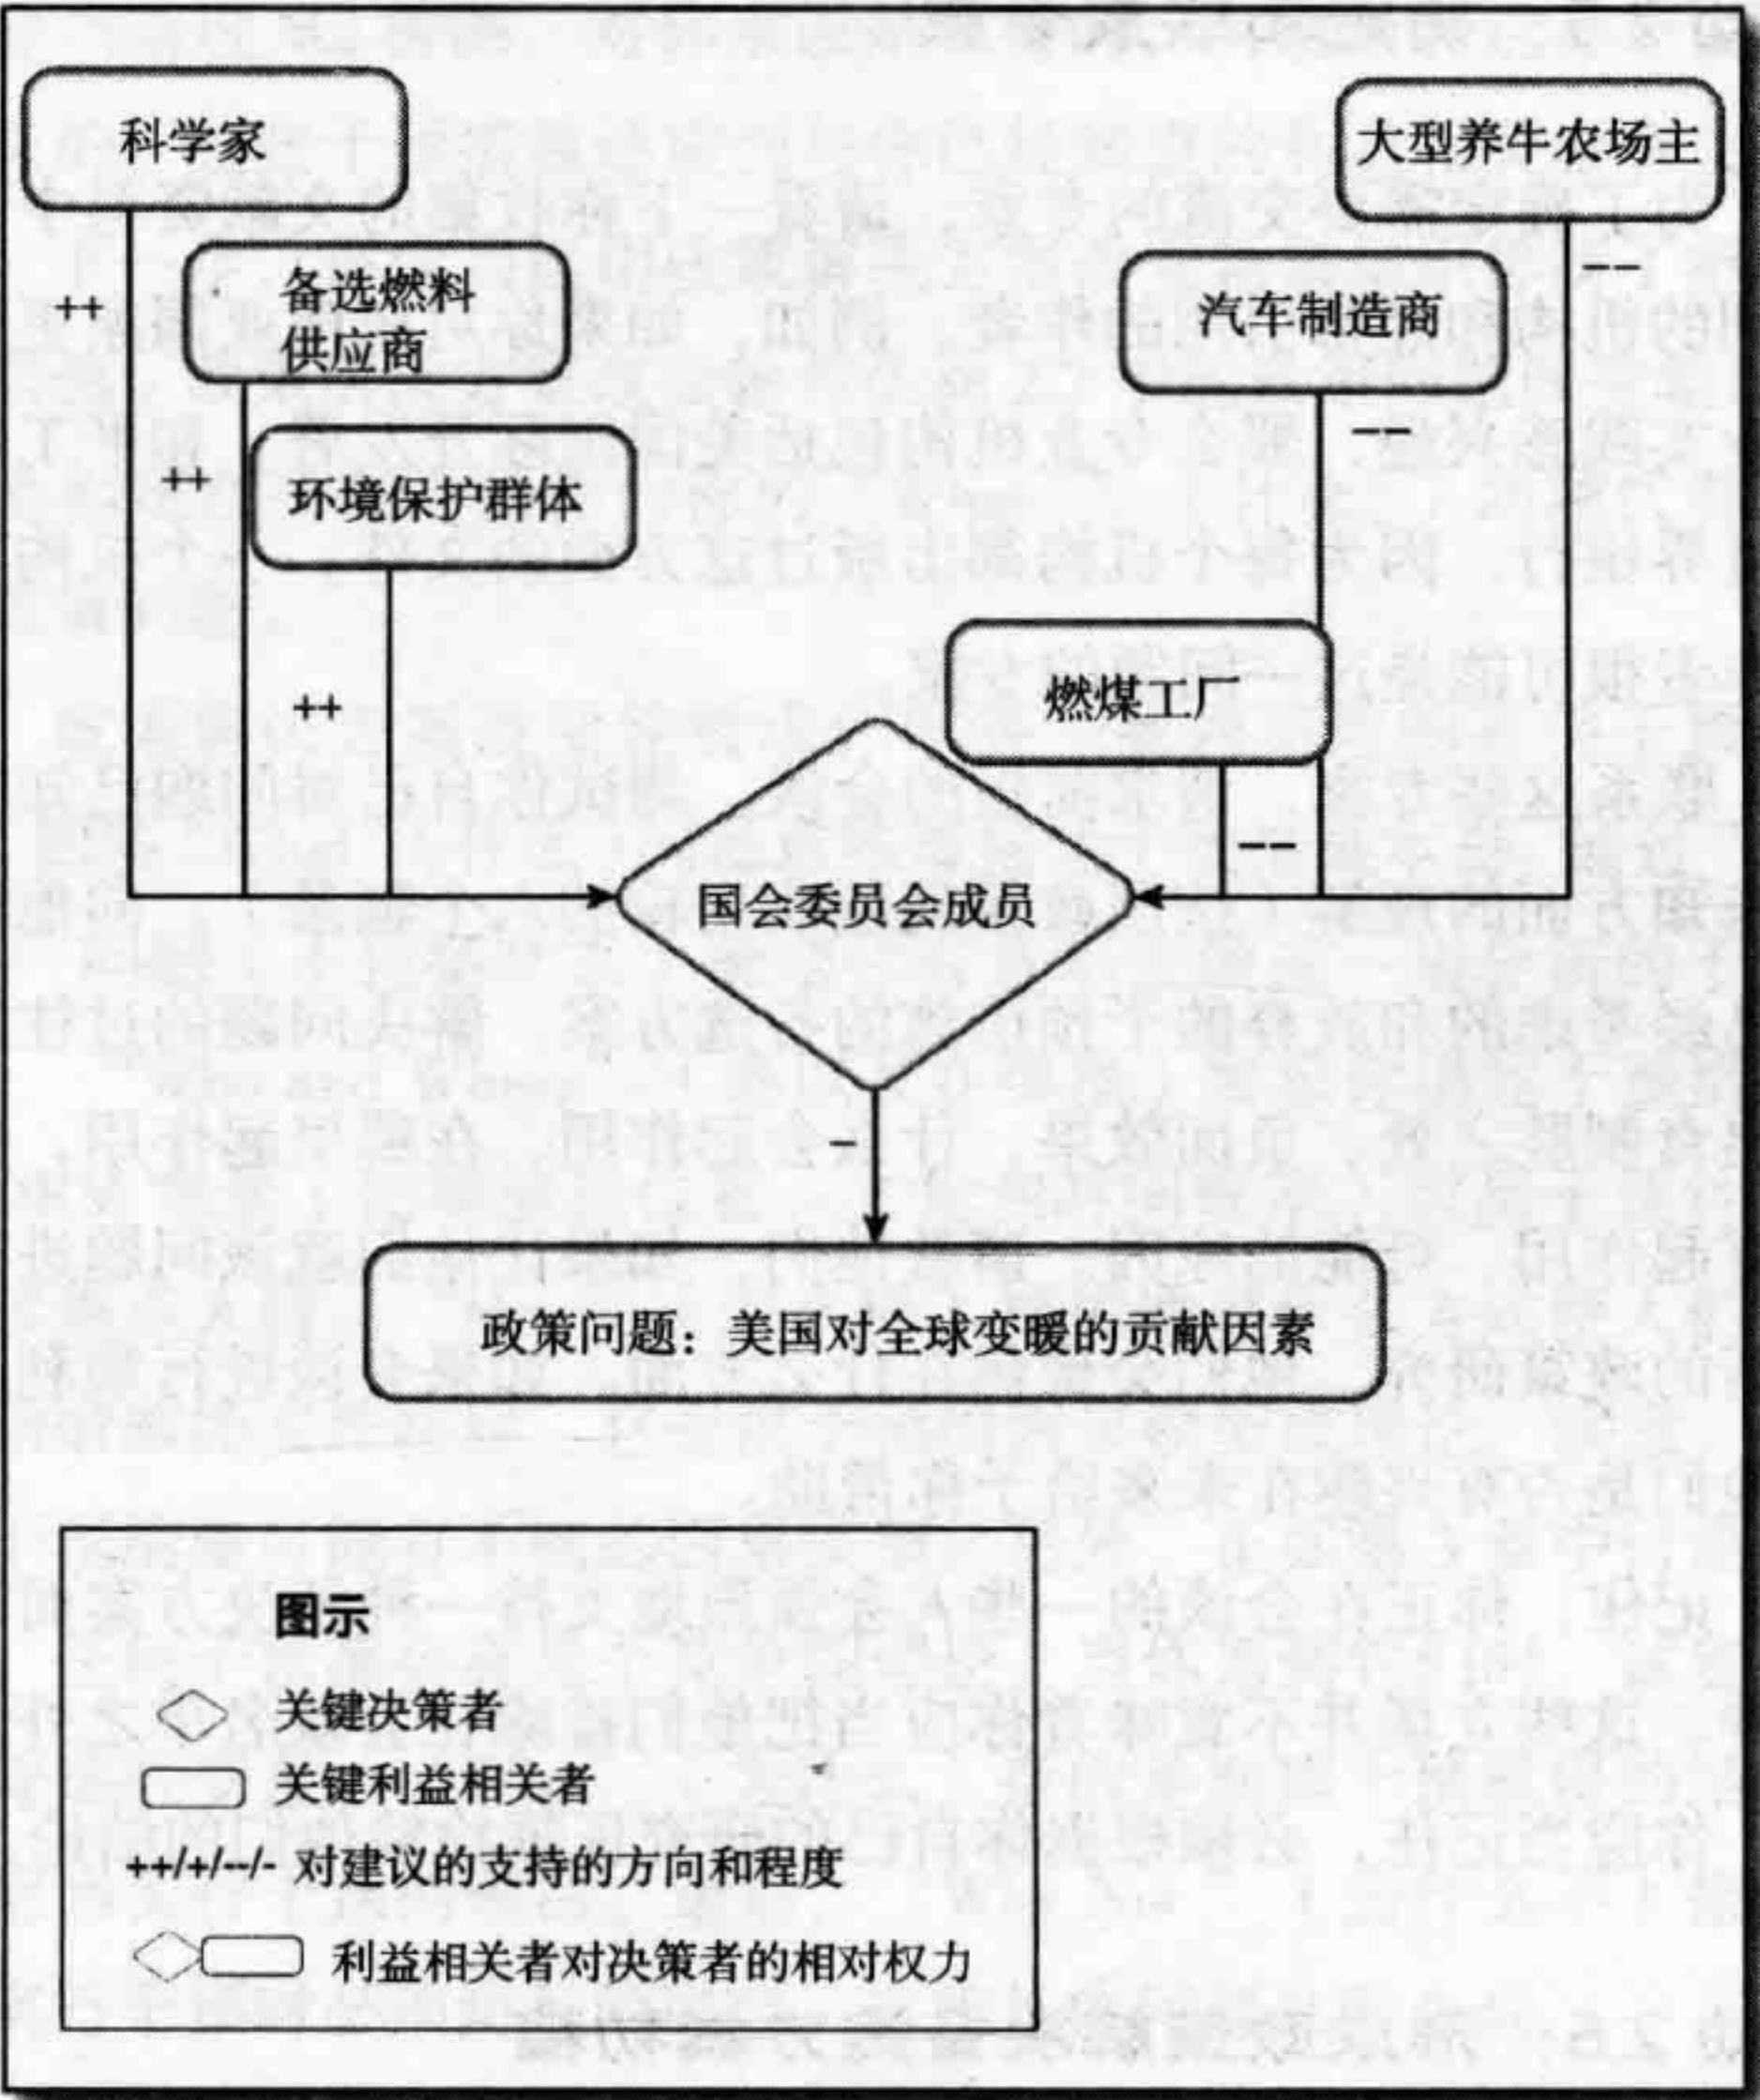 科学家
大型养牛农场主
++
备选燃料
供应商
汽车制造商
--
--
++
环境保护群体
++
燃煤工厂
--
国会委员会成员
-
政策问题：美国对全球变暖的贡献因素
图示
关键决策者
关键利益相关者
++/+/--/- 对建议的支持的方向和程度
利益相关者对决策者的相对权力